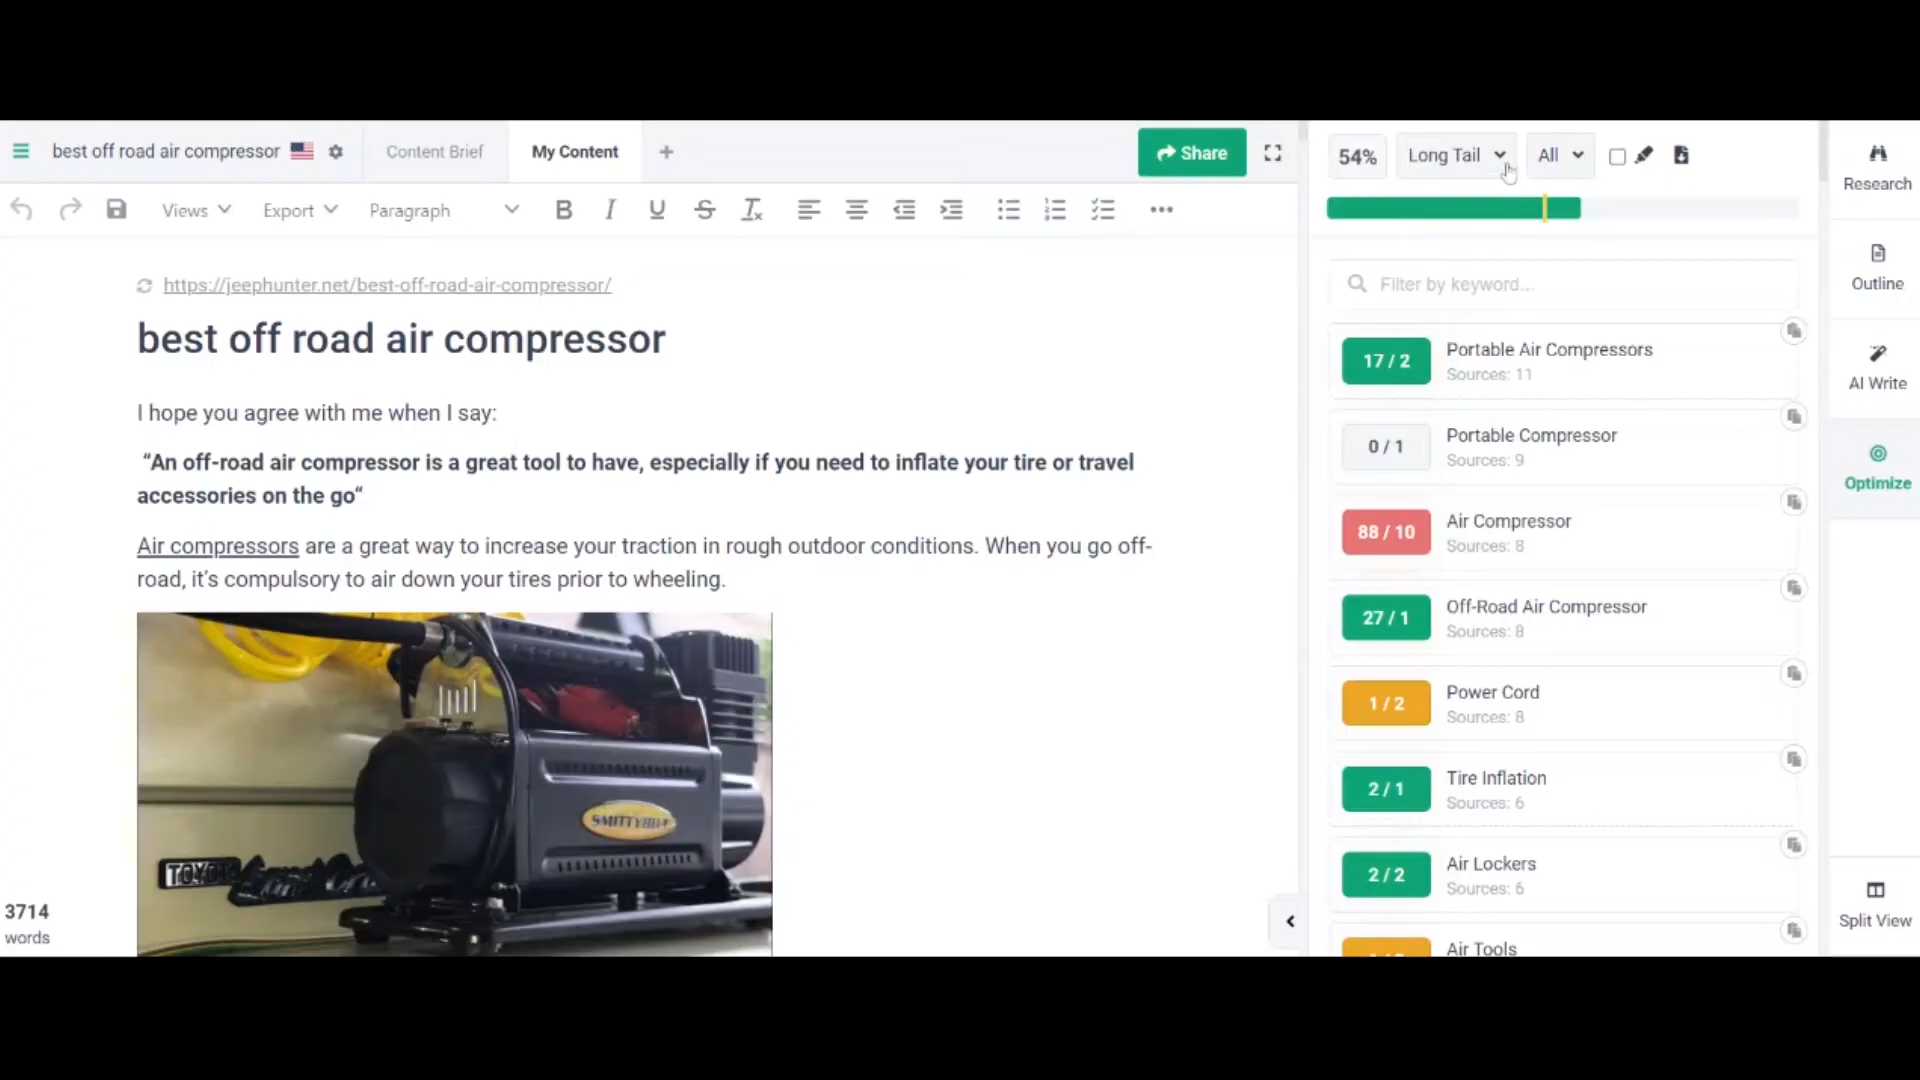 best off road air compressor
Content Brief
My Content
Share
54%
Long Tail
All
Research
Views
Export
Paragraph
Outline
https://jeephunter.net/best-off-road-air-compressor/
Filter by keyword...
best off road air compressor
17 / 2
Portable Air Compressors
Sources: 11
AI Write
I hope you agree with me when I say:
0 / 1
Portable Compressor
Sources: 9
“An off-road air compressor is a great tool to have, especially if you need to inflate your tire or travel
accessories on the go“
Optimize
88 / 10
Air Compressor
Sources: 8
Air compressors are a great way to increase your traction in rough outdoor conditions. When you go off-
road, it’s compulsory to air down your tires prior to wheeling.
27 / 1
Off-Road Air Compressor
Sources: 8
1 / 2
Power Cord
Sources: 8
2 / 1
Tire Inflation
Sources: 6
SMITTYBILT
2 / 2
Air Lockers
Sources: 6
3714
words
Split View
Air Tools